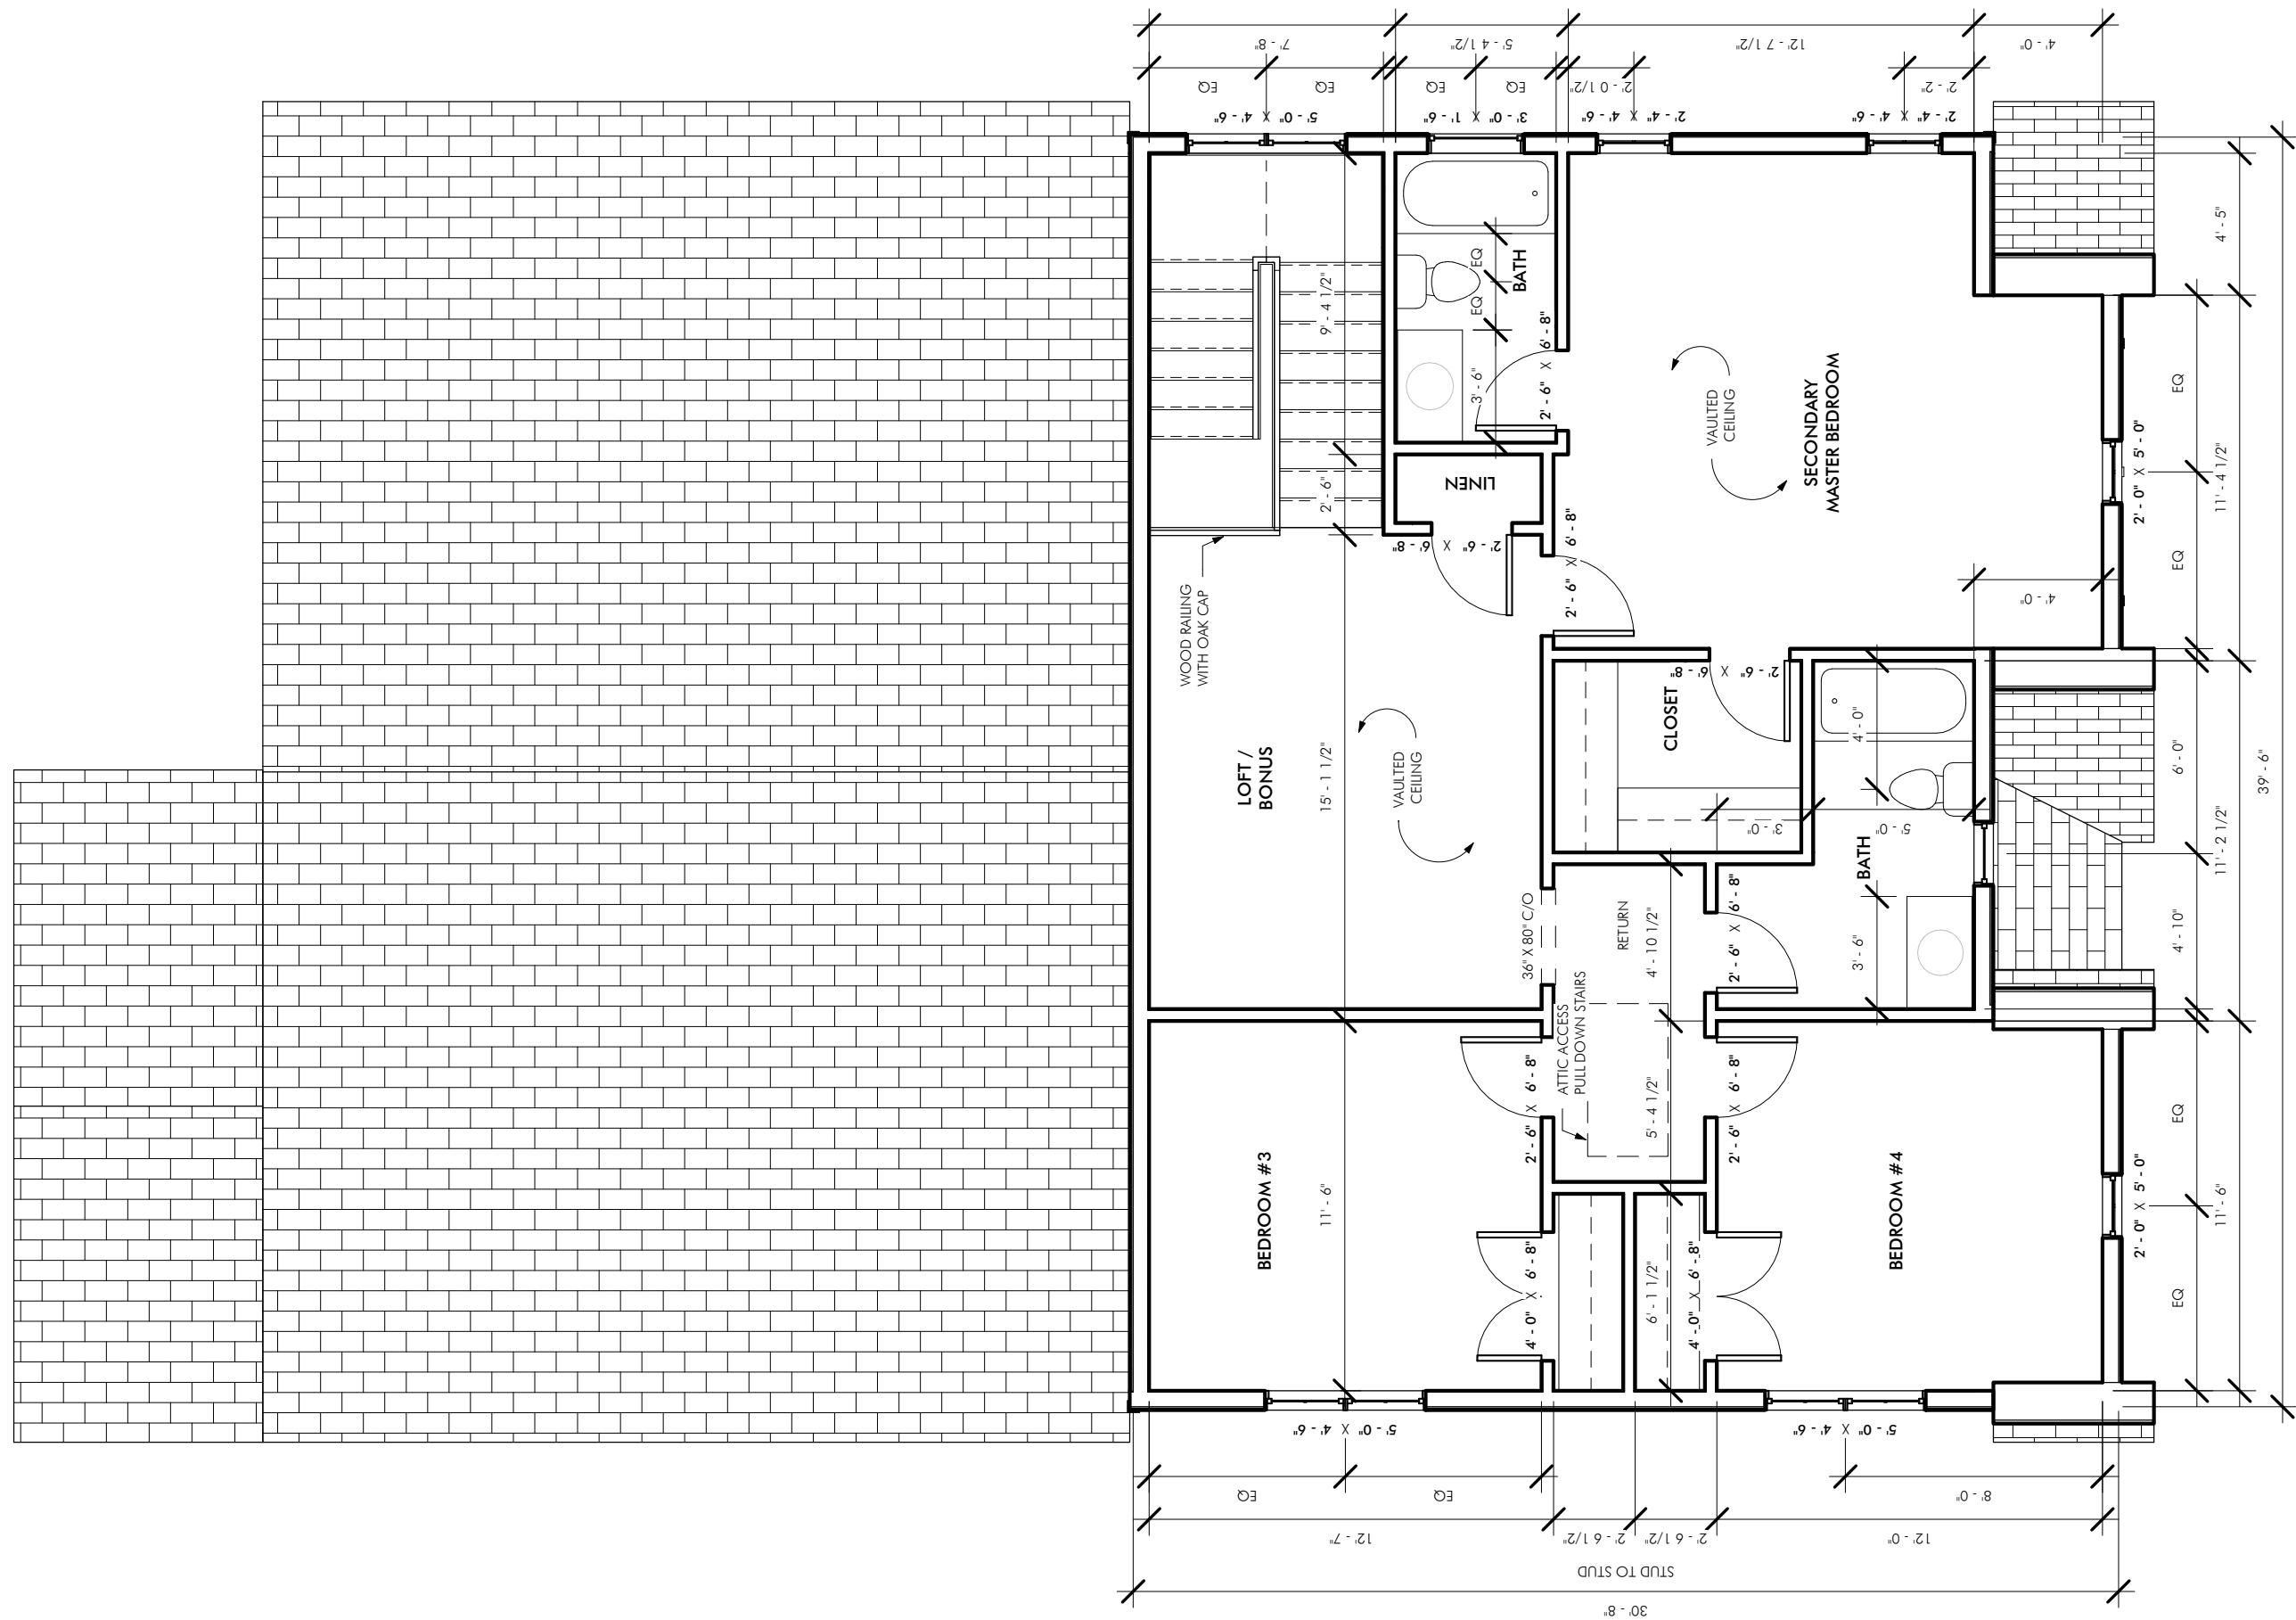 7' - 8"
5' - 4 1/2"
12' - 7 1/2"
4' - 0"
EQ
EQ
EQ
EQ
2' - 0 1/2"
2' - 2"
5' - 0" X 4' - 6"
3' - 0" X 1' - 6"
2' - 4" X 4' - 6"
2' - 4" X 4' - 6"
9' - 4 1/2"
2' - 6"
EQ
EQ
3' - 6"
BATH
2' - 6" X 6' - 8"
LINEN
2' - 6" X 6' - 8"
2' - 6" X 6' - 8"
VAULTED
CEILING
SECONDARY
MASTER BEDROOM
4' - 0"
2' - 0" X 5' - 0"
WOOD RAILING
WITH OAK CAP
LOFT /
BONUS
15' - 1 1/2"
VAULTED
CEILING
CLOSET
2' - 6" X 6' - 8"
4' - 0"
3' - 0"
5' - 0"
BATH
3' - 6"
36" X 80" C/O
RETURN
4' - 10 1/2"
2' - 6" X 6' - 8"
ATTIC ACCESS
PULL DOWN STAIRS
5' - 4 1/2"
2' - 6" X 6' - 8"
2' - 6" X 6' - 8"
BEDROOM #3
11' - 6"
4' - 0" X 6' - 8"
6' - 1 1/2"
4' - 0" X 6' - 8"
BEDROOM #4
2' - 0" X 5' - 0"
4' - 5"
EQ
11' - 4 1/2"
EQ
6' - 0"
11' - 2 1/2"
4' - 10"
EQ
11' - 6"
EQ
39' - 6"
5' - 0" X 4' - 6"
5' - 0" X 4' - 6"
EQ
EQ
8' - 0"
12' - 7"
2' - 6 1/2"
2' - 6 1/2"
12' - 0"
STUD TO STUD
30' - 8"